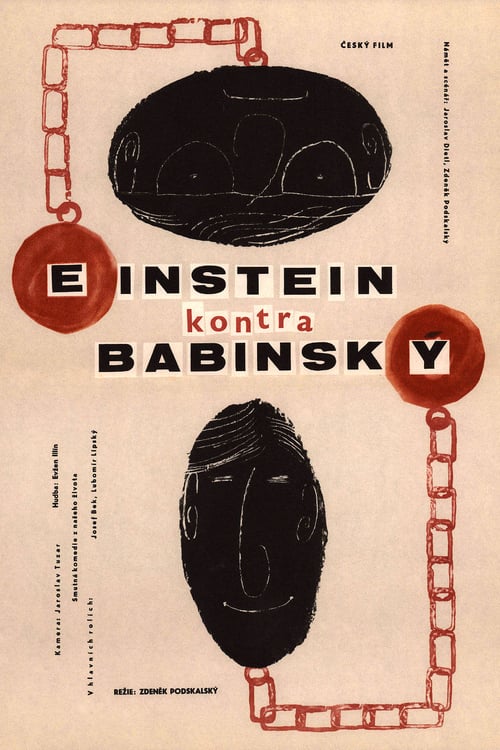 ČESKÝ FILM
Námět a scénář: Jaroslav Dietl, Zdeněk Podskalský
EINSTEIN
kontra
BABINSKY
Kamera: Jaroslav Tuzar
Hudba: Evžen Illín
Smutná komedie z našeho života
V hlavních rolích:
Josef Bek, Lubomír Lipský
REŽIE: ZDENĚK PODSKALSKÝ